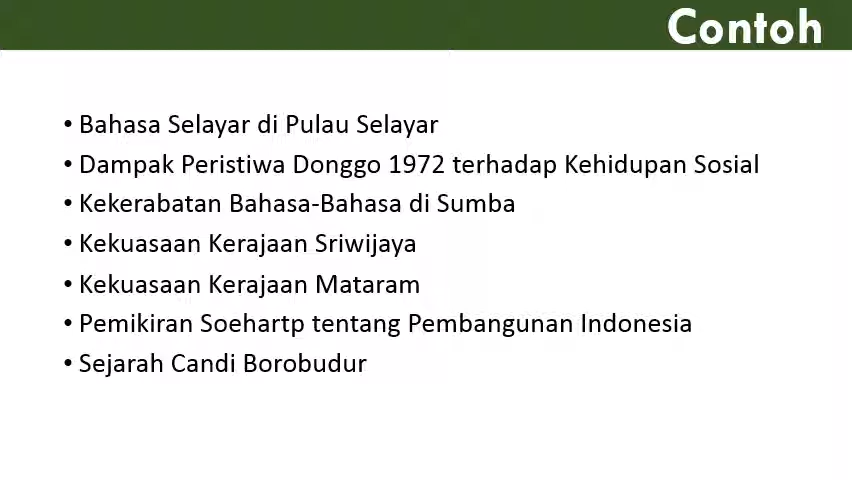 Contoh
• Bahasa Selayar di Pulau Selayar
• Dampak Peristiwa Donggo 1972 terhadap Kehidupan Sosial
• Kekerabatan Bahasa-Bahasa di Sumba
• Kekuasaan Kerajaan Sriwijaya
• Kekuasaan Kerajaan Mataram
• Pemikiran Soehartp tentang Pembangunan Indonesia
• Sejarah Candi Borobudur